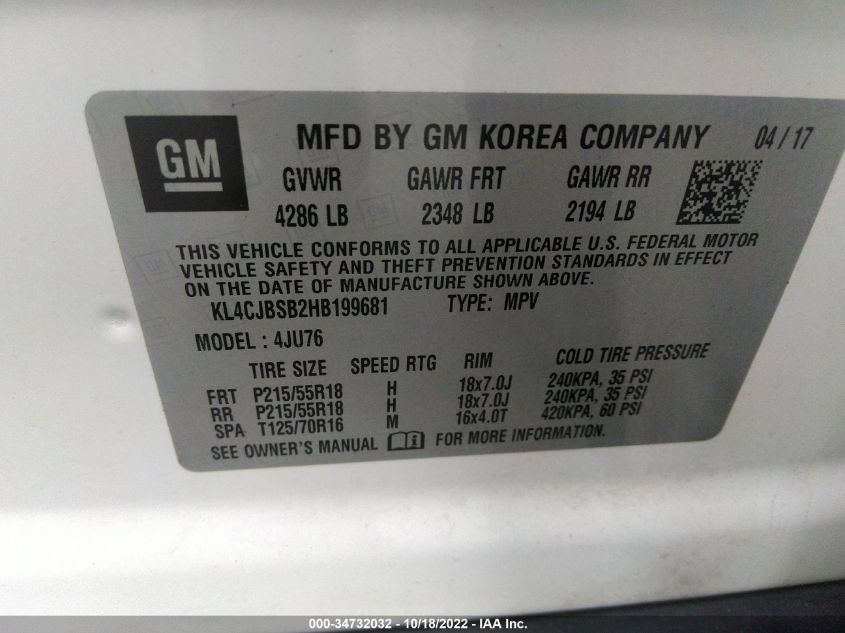 GM
MFD BY GM KOREA COMPANY 04/17
GVWR GAWR FRT GAWR RR
4286 LB 2348 LB 2194 LB
THIS VEHICLE CONFORMS TO ALL APPLICABLE U.S. FEDERAL MOTOR
VEHICLE SAFETY AND THEFT PREVENTION STANDARDS IN EFFECT
ON THE DATE OF MANUFACTURE SHOWN ABOVE.
KL4CJBSB2HB199681 TYPE: MPV
MODEL : 4JU76
TIRE SIZE SPEED RTG RIM COLD TIRE PRESSURE
FRT P215/55R18 H 18x7.0J 240KPA, 35 PSI
RR P215/55R18 H 18x7.0J 240KPA, 35 PSI
SPA T125/70R16 M 16x4.0T 420KPA, 60 PSI
SEE OWNER'S MANUAL FOR MORE INFORMATION.
000-34732032 - 10/18/2022 - IAA Inc.